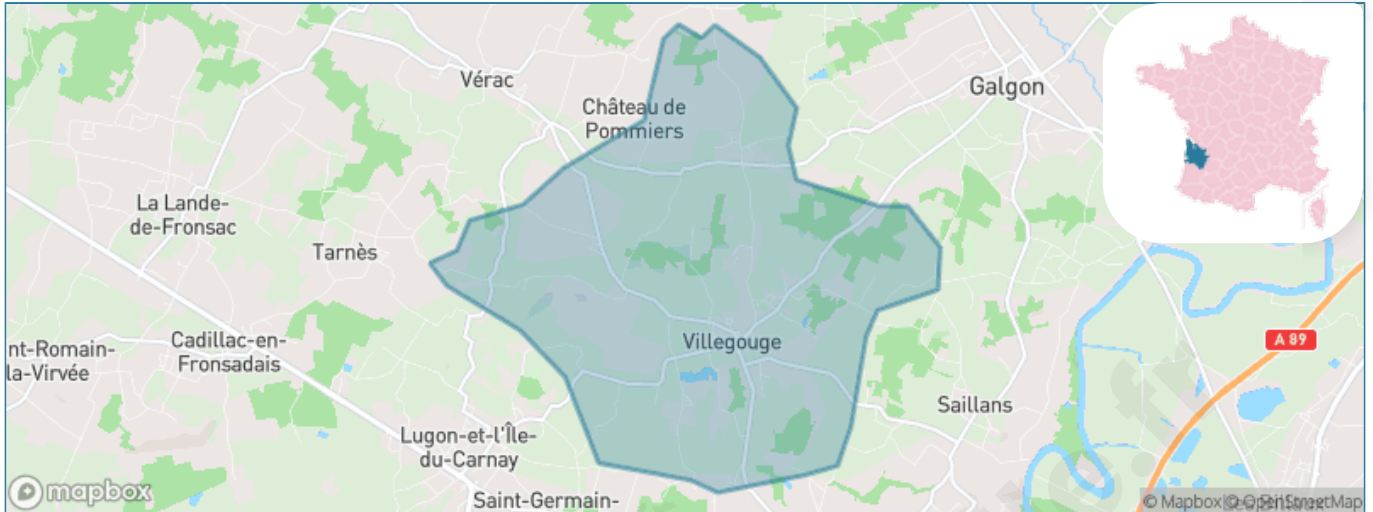 Vérac
Galgon
Château de
Pommiers
La Lande-
de-Fronsac
Tarnès
A 89
nt-Romain-
la-Virvée
Cadillac-en-
Fronsadais
Villegouge
Saillans
Lugon-et-l'Île-
du-Carnay
Saint-Germain-
mapbox
© Mapbox © OpenStreetMap